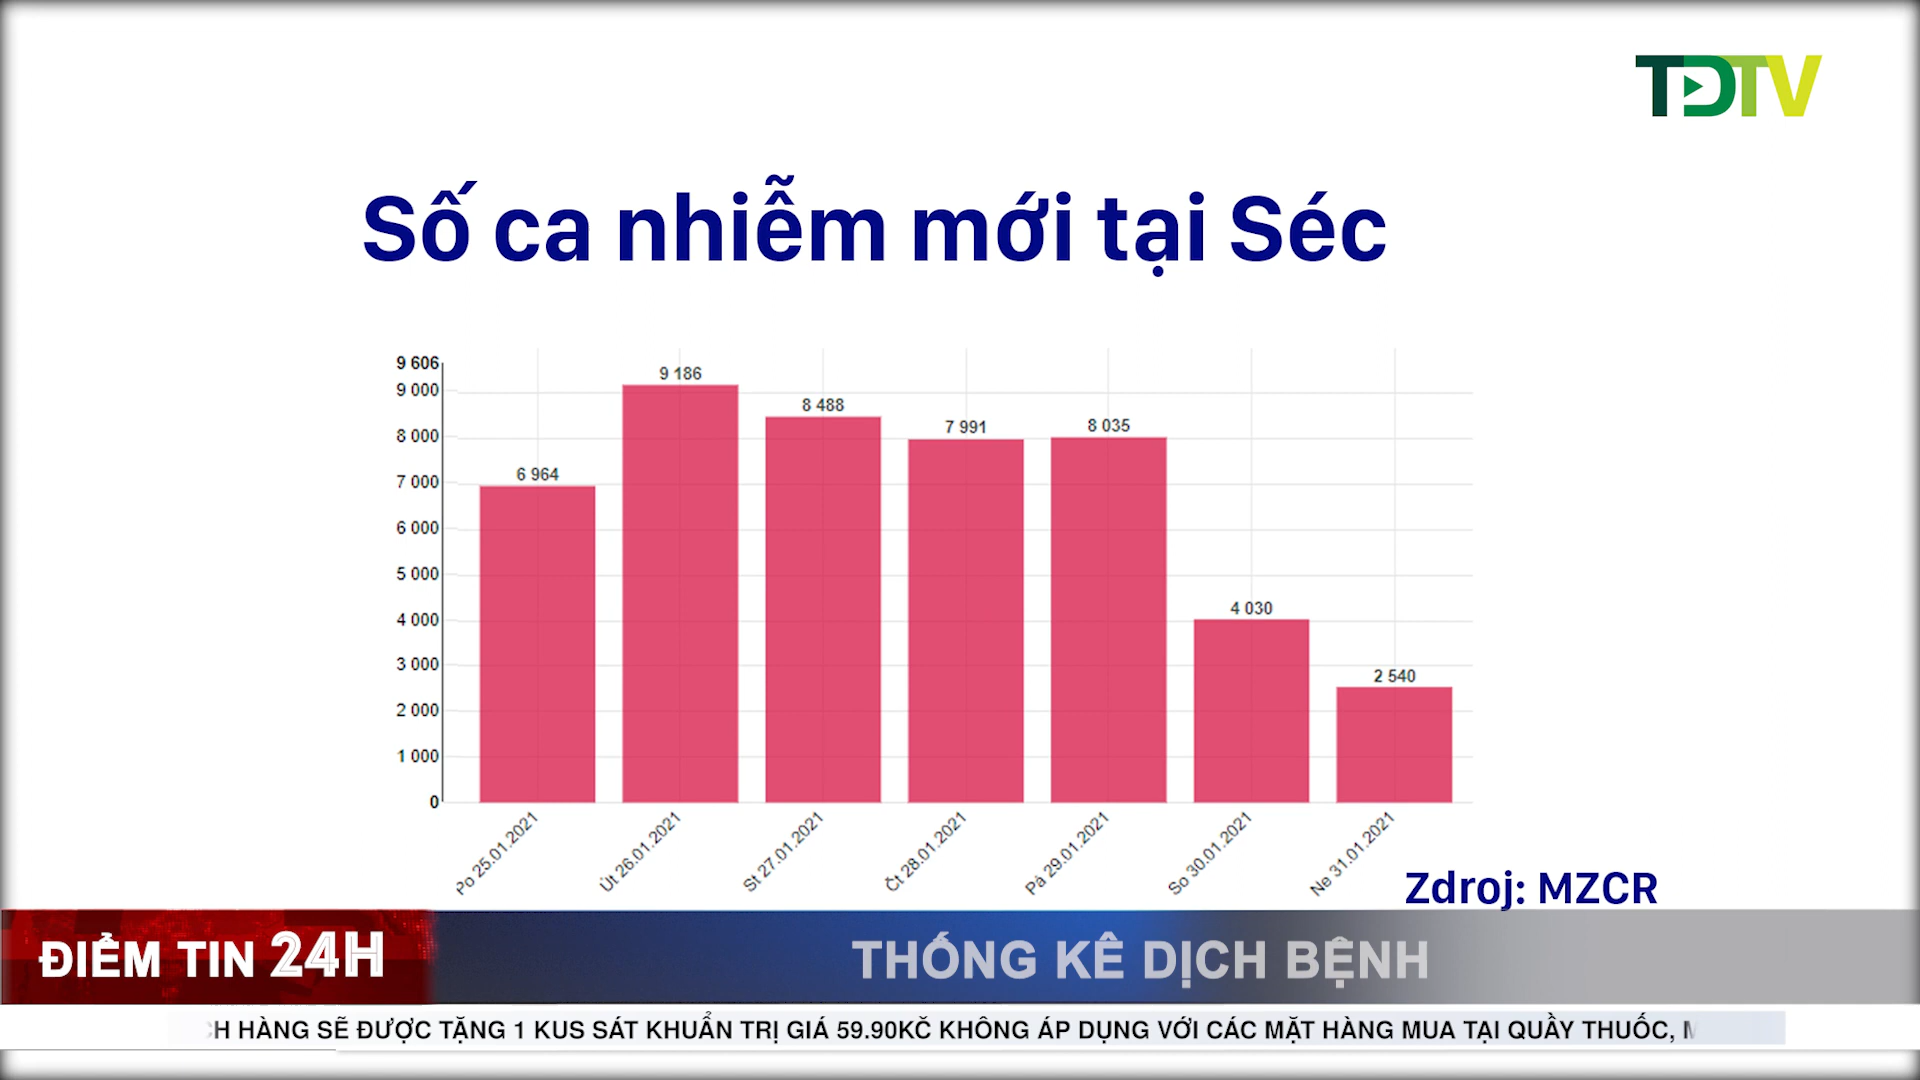 TDTV
Số ca nhiễm mới tại Séc
9 606
9 000
8 000
7 000
6 000
5 000
4 000
3 000
2 000
1 000
0
6 964
9 186
8 488
7 991
8 035
4 030
2 540
Po 25.01.2021
Út 26.01.2021
St 27.01.2021
Čt 28.01.2021
Pá 29.01.2021
So 30.01.2021
Ne 31.01.2021
Zdroj: MZCR
ĐIỂM TIN 24H
THỐNG KÊ DỊCH BỆNH
CH HÀNG SẼ ĐƯỢC TẶNG 1 KUS SÁT KHUẨN TRỊ GIÁ 59.90KČ KHÔNG ÁP DỤNG VỚI CÁC MẶT HÀNG MUA TẠI QUẦY THUỐC,